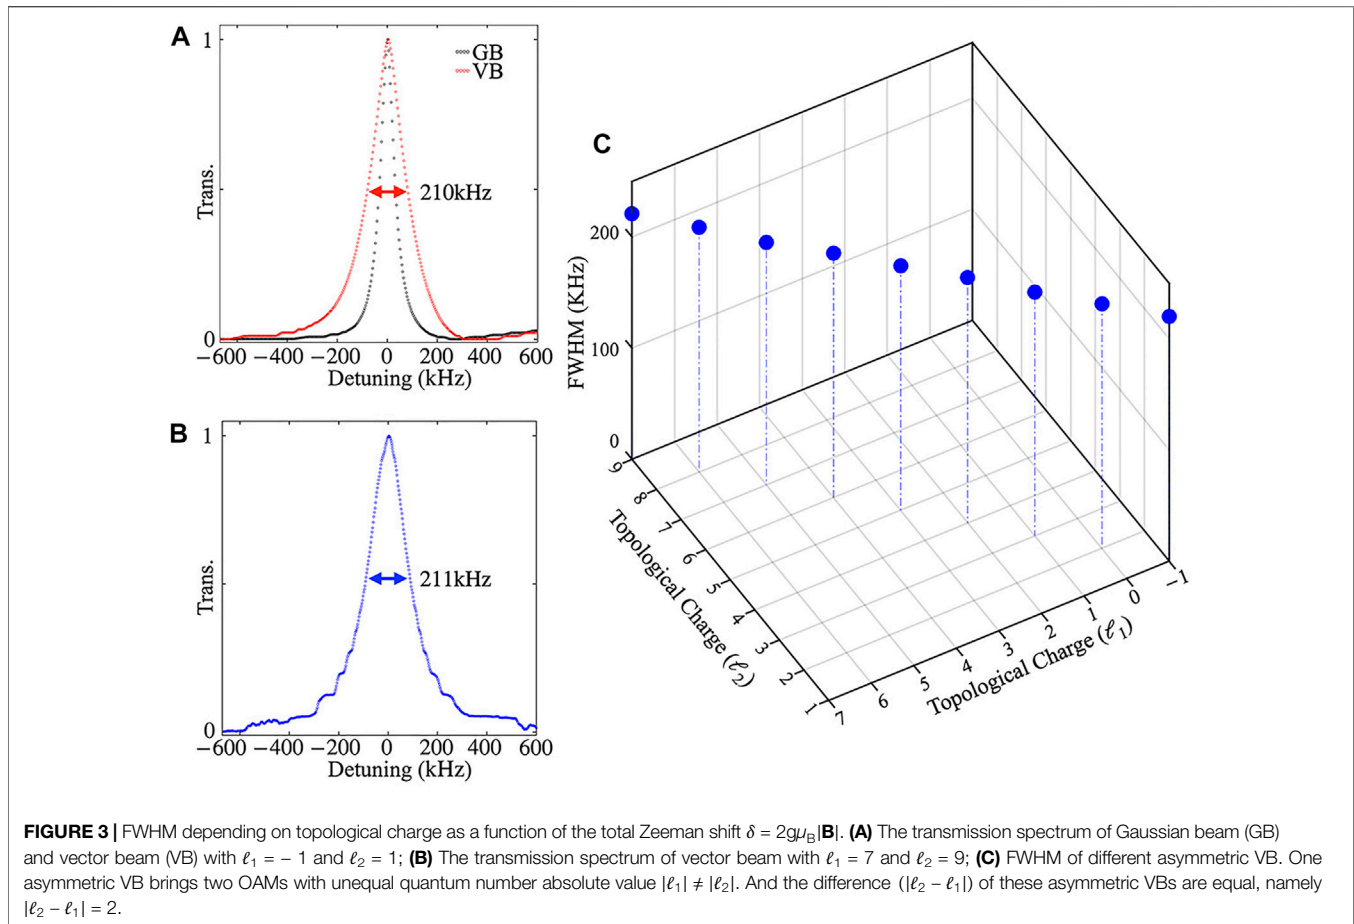 A
1
GB
VB
Trans.
210kHz
0
−600 −400 −200 0 200 400 600
Detuning (kHz)
B
1
Trans.
211kHz
0
−600 −400 −200 0 200 400 600
Detuning (kHz)
C
FWHM (KHz)
200
100
0
9 8 7 6 5 4 3 2 1
Topological Charge (ℓ2)
7 6 5 4 3 2 1 0 −1
Topological Charge (ℓ1)
FIGURE 3 | FWHM depending on topological charge as a function of the total Zeeman shift δ = 2gμB|B|. (A) The transmission spectrum of Gaussian beam (GB)
and vector beam (VB) with ℓ1 = − 1 and ℓ2 = 1; (B) The transmission spectrum of vector beam with ℓ1 = 7 and ℓ2 = 9; (C) FWHM of different asymmetric VB. One
asymmetric VB brings two OAMs with unequal quantum number absolute value |ℓ1| ≠ |ℓ2|. And the difference (|ℓ2 − ℓ1|) of these asymmetric VBs are equal, namely
|ℓ2 − ℓ1| = 2.